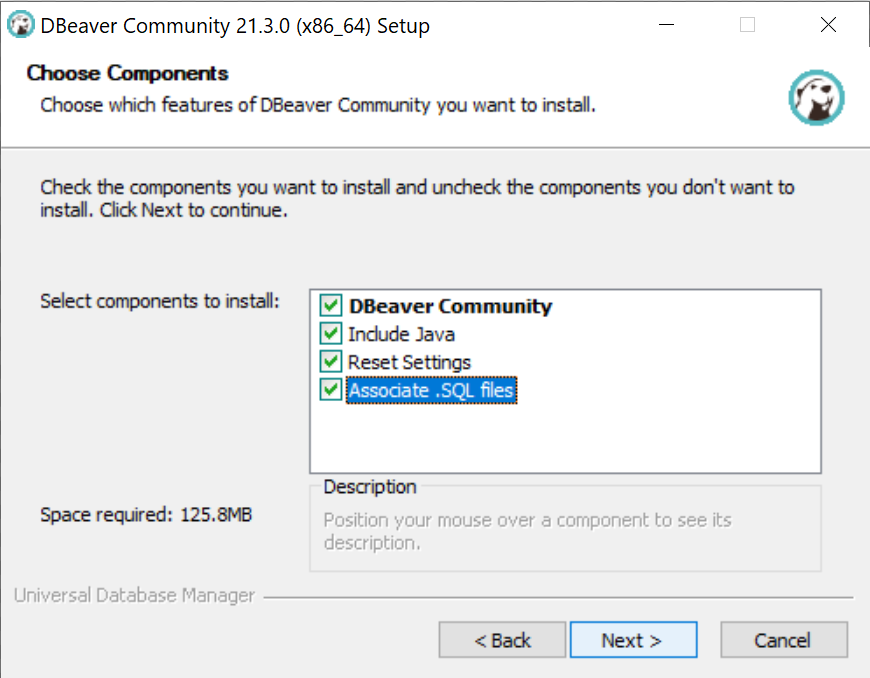 DBeaver Community 21.3.0 (x86_64) Setup
Choose Components
Choose which features of DBeaver Community you want to install.
Check the components you want to install and uncheck the components you don't want to
install. Click Next to continue.
Select components to install:
DBeaver Community
Include Java
Reset Settings
Associate .SQL files
Space required: 125.8MB
Description
Position your mouse over a component to see its
description.
Universal Database Manager
< Back
Next >
Cancel